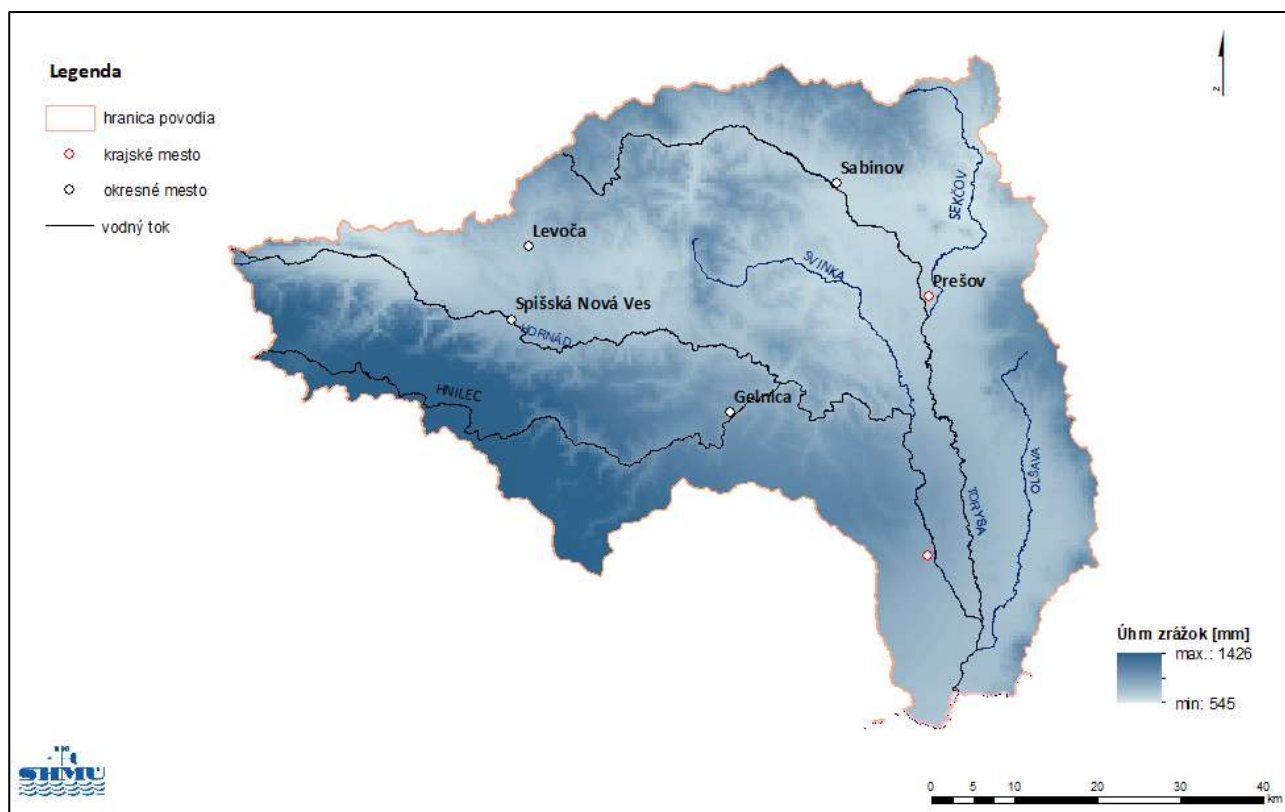 Legenda
hranica povodia
krajské mesto
okresné mesto
vodný tok
N
Sabinov
SEKČOV
Levoča
SVINKA
Prešov
Spišská Nová Ves
HORNÁD
HNILEC
Gelnica
OLŠAVA
TORYSA
Úhrn zrážok [mm]
max.: 1426
min: 545
SHMÚ
0 5 10 20 30 40
km